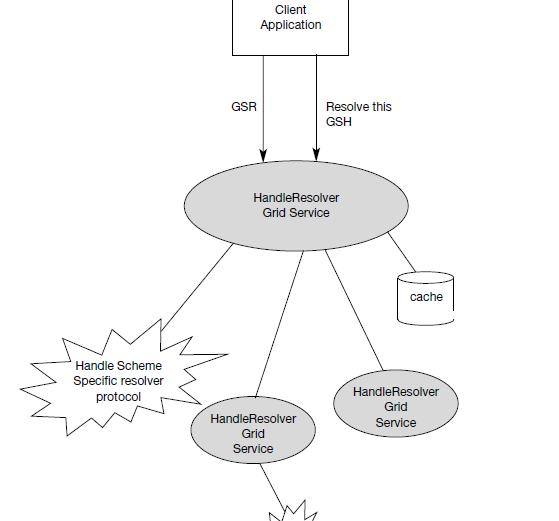 Client
Application
GSR
Resolve this
GSH
HandleResolver
Grid Service
cache
Handle Scheme
Specific resolver
protocol
HandleResolver
Grid
Service
HandleResolver
Grid
Service